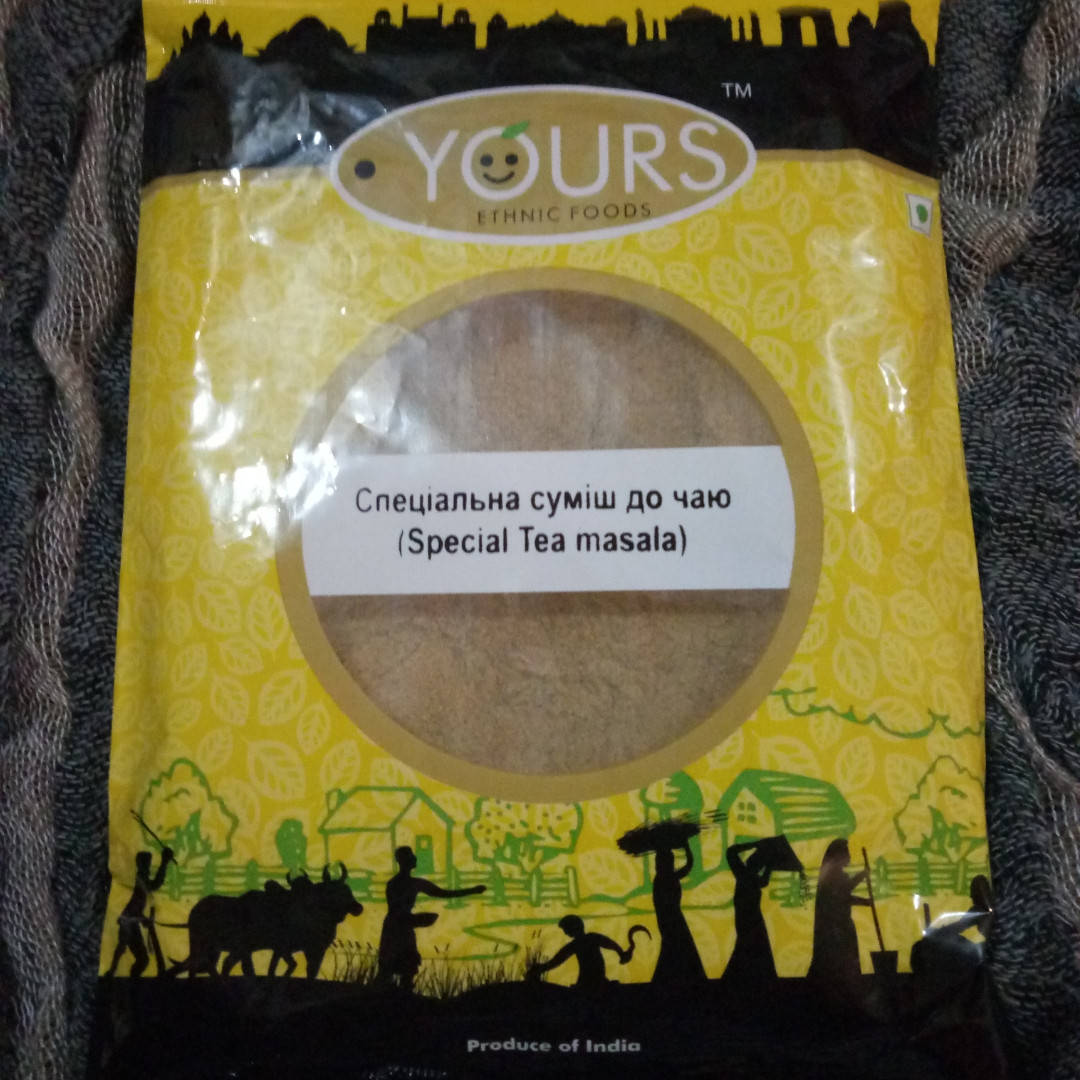 TM
YOURS
ETHNIC FOODS
Спеціальна суміш до чаю
(Special Tea masala)
Produce of India